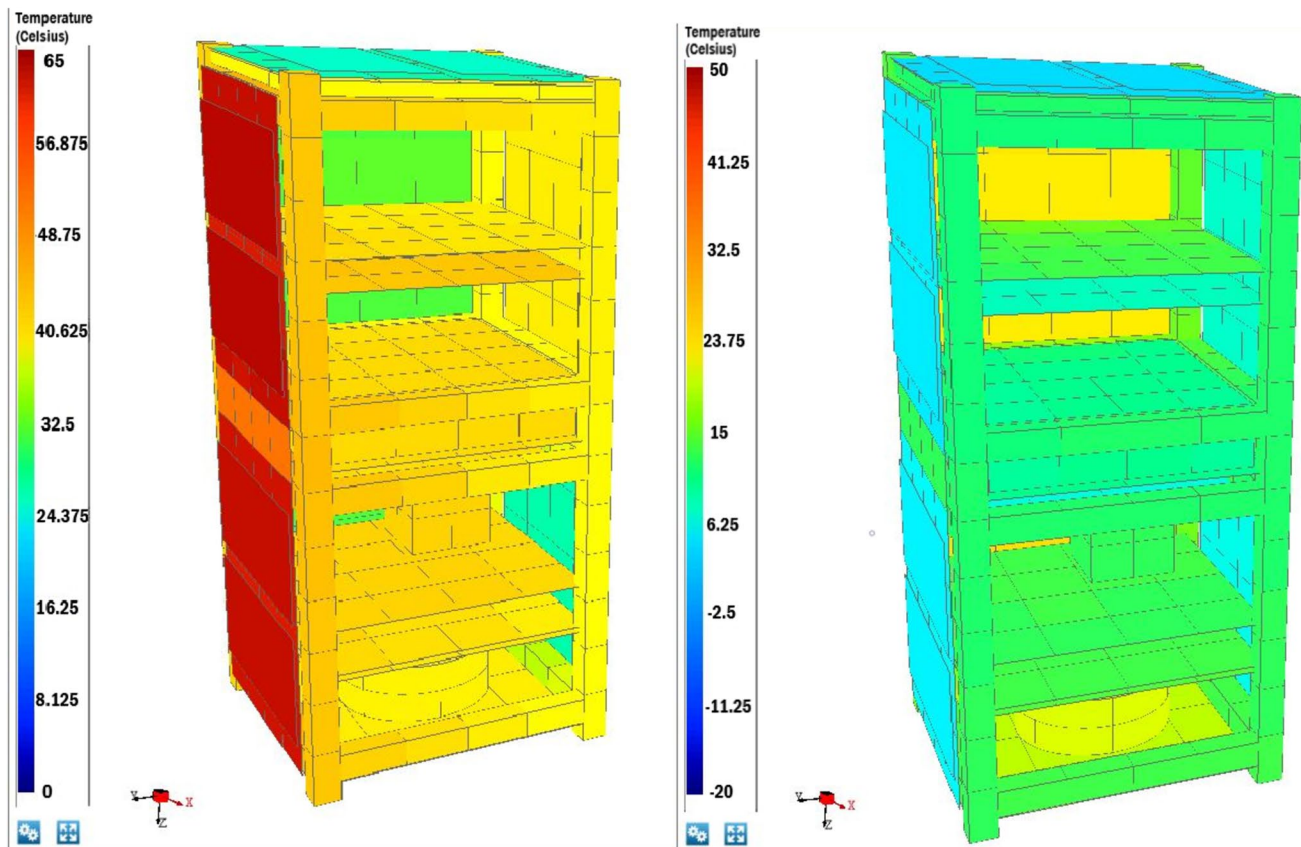 Temperature
(Celsius)
65
56.875
48.75
40.625
32.5
24.375
16.25
8.125
0
Y
X
Z
Temperature
(Celsius)
50
41.25
32.5
23.75
15
6.25
-2.5
-11.25
-20
Y
X
Z